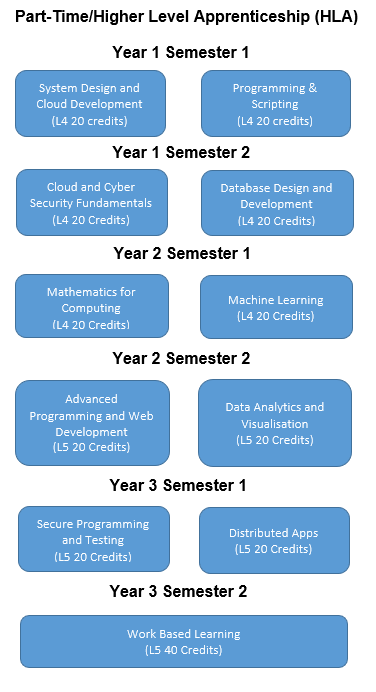 Part-Time/Higher Level Apprenticeship (HLA)
Year 1 Semester 1
System Design and
Cloud Development
(L4 20 credits)
Programming &
Scripting
(L4 20 credits)
Year 1 Semester 2
Cloud and Cyber
Security Fundamentals
(L4 20 Credits)
Database Design and
Development
(L4 20 Credits)
Year 2 Semester 1
Mathematics for
Computing
(L4 20 Credits)
Machine Learning
(L4 20 Credits)
Year 2 Semester 2
Advanced
Programming and Web
Development
(L5 20 Credits)
Data Analytics and
Visualisation
(L5 20 Credits)
Year 3 Semester 1
Secure Programming
and Testing
(L5 20 Credits)
Distributed Apps
(L5 20 Credits)
Year 3 Semester 2
Work Based Learning
(L5 40 Credits)